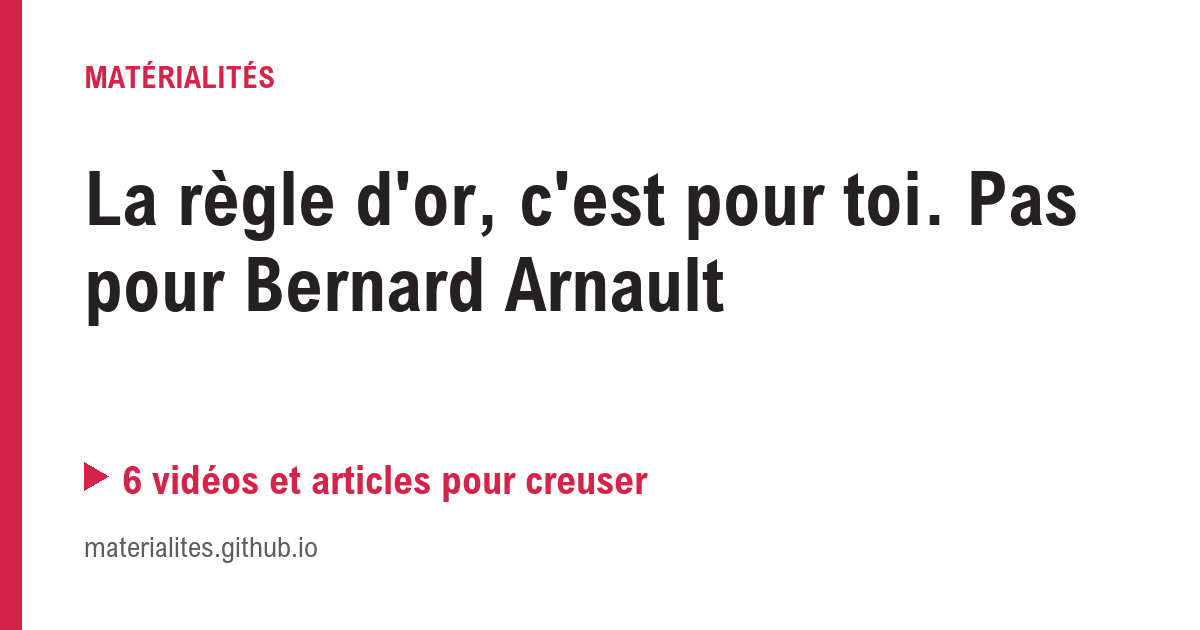 MATÉRIALITÉS
La règle d'or, c'est pour toi. Pas
pour Bernard Arnault
6 vidéos et articles pour creuser
materialites.github.io